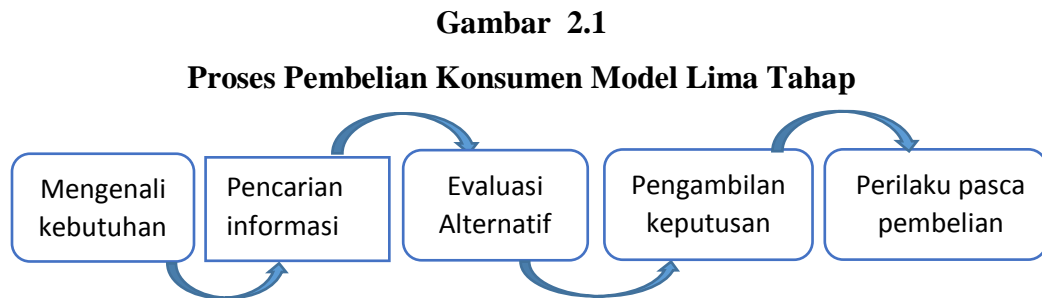 Gambar 2.1
Proses Pembelian Konsumen Model Lima Tahap
Mengenali
kebutuhan
Pencarian
informasi
Evaluasi
Alternatif
Pengambilan
keputusan
Perilaku pasca
pembelian